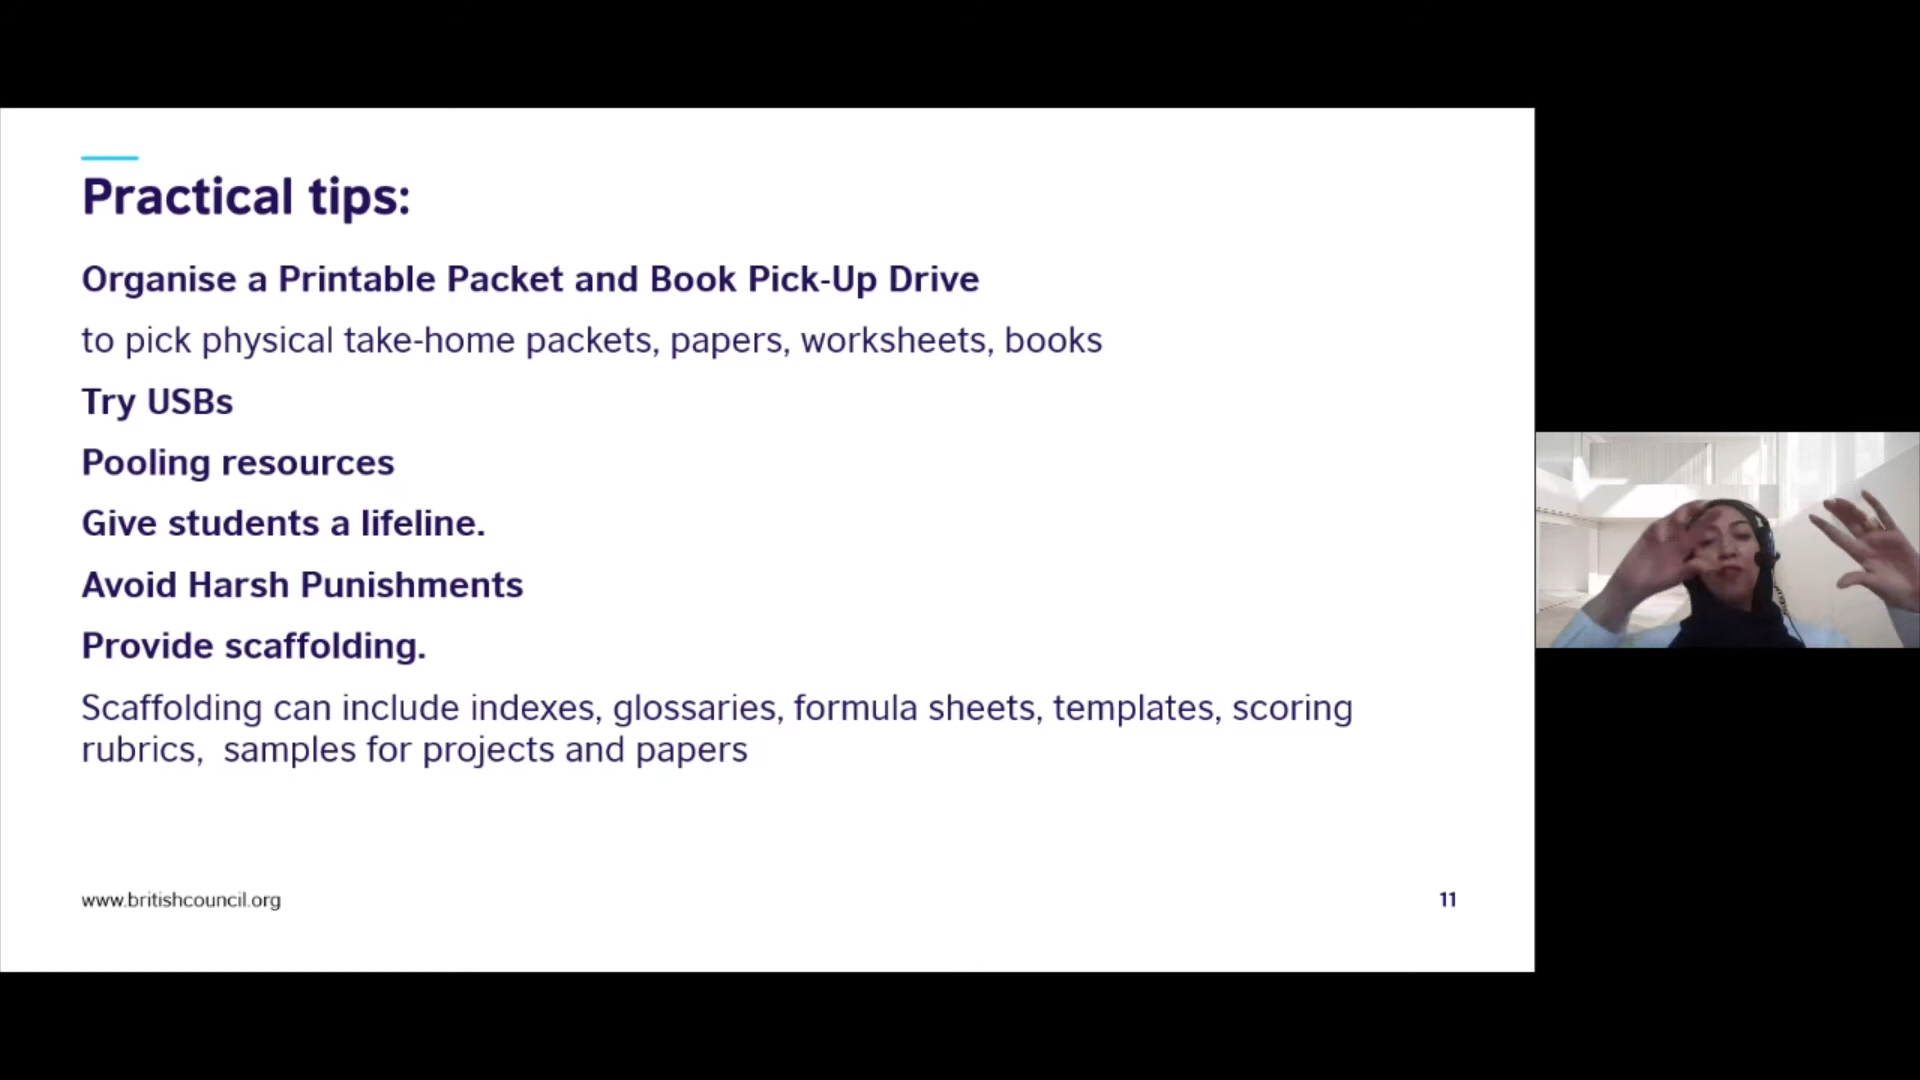 Practical tips:
Organise a Printable Packet and Book Pick-Up Drive
to pick physical take-home packets, papers, worksheets, books
Try USBs
Pooling resources
Give students a lifeline.
Avoid Harsh Punishments
Provide scaffolding.
Scaffolding can include indexes, glossaries, formula sheets, templates, scoring
rubrics,  samples for projects and papers
www.britishcouncil.org
11